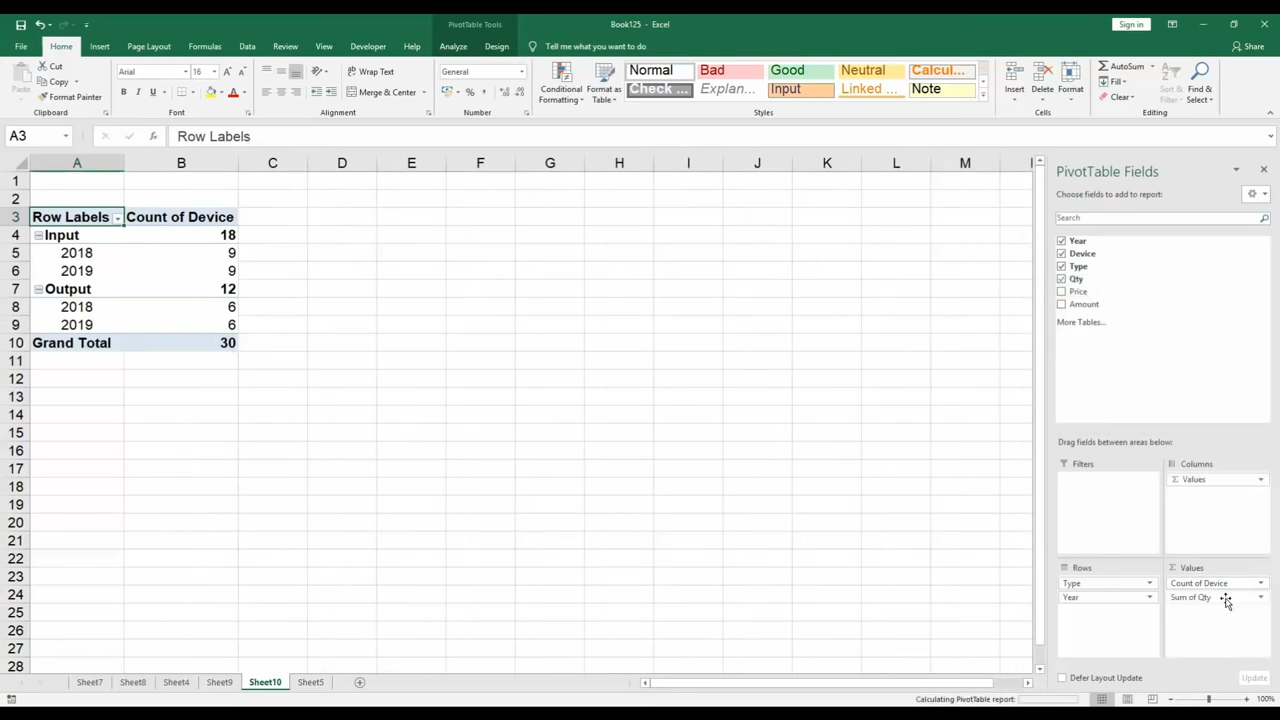 PivotTable Tools
Book125 - Excel
Sign in
File Home Insert Page Layout Formulas Data Review View Developer Help Analyze Design Tell me what you want to do Share
Paste
Cut
Copy
Format Painter
Clipboard
Arial 16
B I U
Font
Wrap Text
Merge & Center
Alignment
General
Number
Conditional Formatting
Format as Table
Normal Bad Good Neutral Calcul...
Check ... Explan... Input Linked ... Note
Styles
Insert Delete Format
Cells
AutoSum
Fill
Clear
Sort & Filter
Find & Select
Editing
A3 Row Labels
A B C D E F G H I J K L M
1
2
3 Row Labels Count of Device
4 Input 18
5 2018 9
6 2019 9
7 Output 12
8 2018 6
9 2019 6
10 Grand Total 30
11
12
13
14
15
16
17
18
19
20
21
22
23
24
25
26
27
28
PivotTable Fields
Choose fields to add to report:
Search
Year
Device
Type
Qty
Price
Amount
More Tables...
Drag fields between areas below:
Filters
Columns
Values
Rows
Values
Type
Count of Device
Year
Sum of Qty
Defer Layout Update
Update
Sheet7 Sheet8 Sheet4 Sheet9 Sheet10 Sheet5
Calculating PivotTable report:
100%